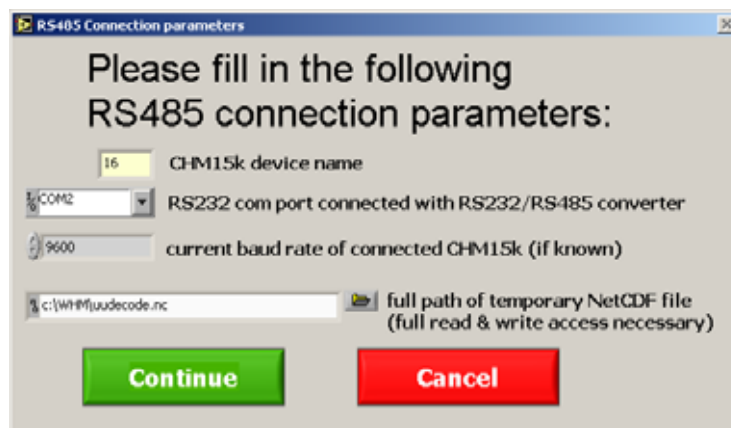 RS485 Connection parameters
Please fill in the following
RS485 connection parameters:
16 CHM15k device name
COM2 RS232 com port connected with RS232/RS485 converter
9600 current baud rate of connected CHM15k (if known)
c:\WHM\uudecode.nc full path of temporary NetCDF file
(full read & write access necessary)
Continue Cancel